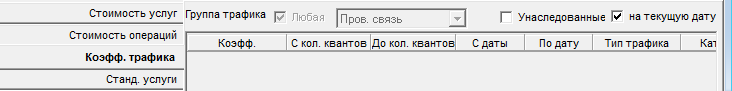 Стоимость услуг
Стоимость операций
Коэфф. трафика
Станд. услуги
Группа трафика Любая Пров. связь Унаследованные на текущую дату
Коэфф. С кол. квантов До кол. квантов С даты По дату Тип трафика Кат